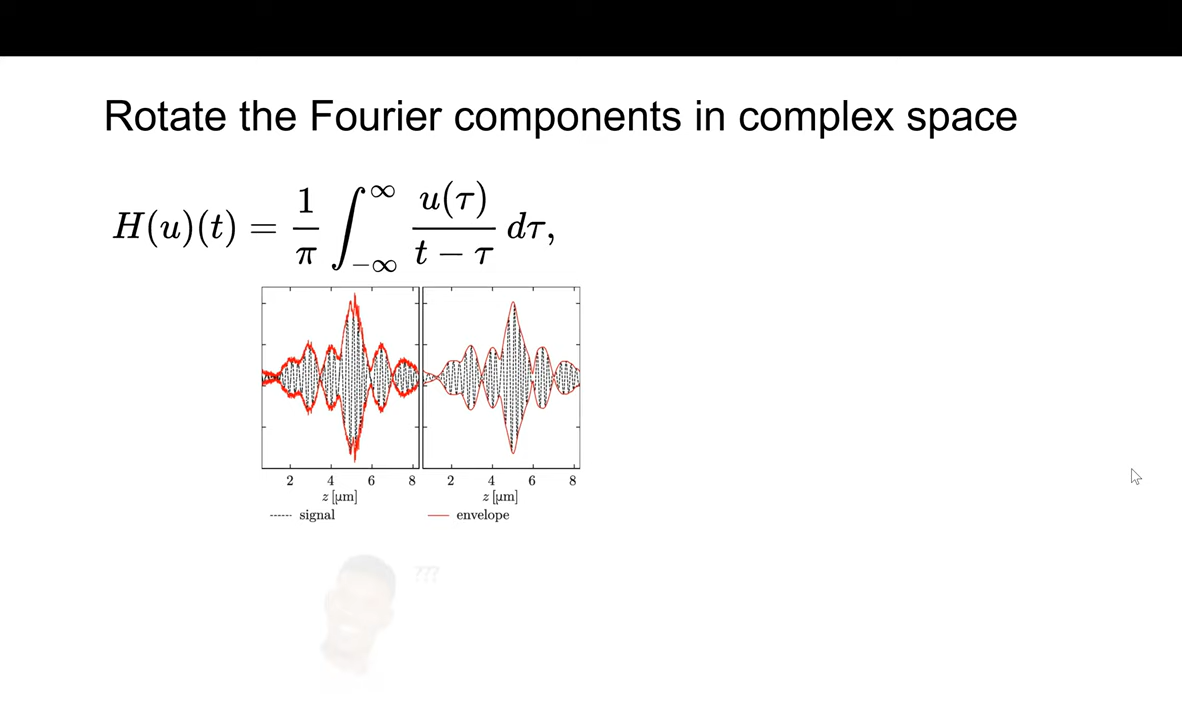 Rotate the Fourier components in complex space
H(u)(t) = 1/π ∫_{-∞}^{∞} u(τ)/(t − τ) dτ,
2 4 6 8 2 4 6 8
z [μm] z [μm]
signal envelope
???